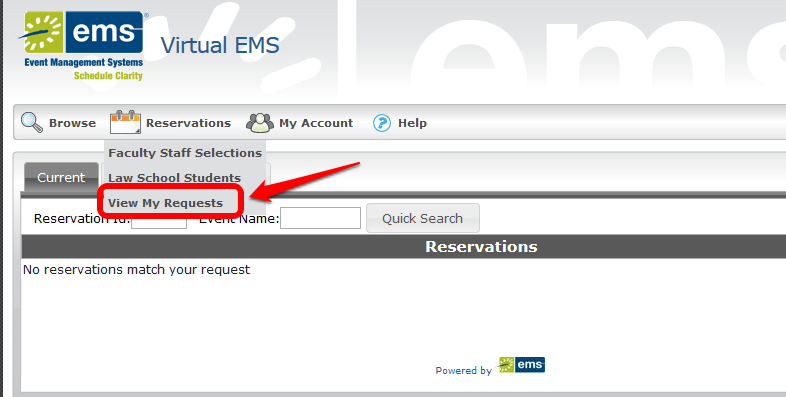 ems
Event Management Systems
Schedule Clarity
Virtual EMS
ems
Browse Reservations My Account Help
Faculty Staff Selections
Law School Students
View My Requests
Current
Reservation Id: Event Name: Quick Search
Reservations
No reservations match your request
Powered by ems